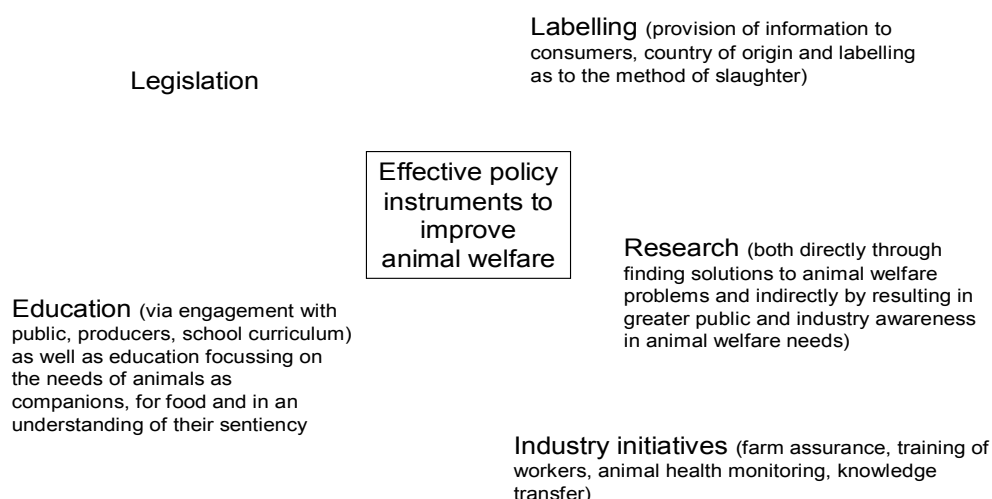 Labelling (provision of information to
consumers, country of origin and labelling
as to the method of slaughter)
Legislation
Effective policy
instruments to
improve
animal welfare
Research (both directly through
finding solutions to animal welfare
problems and indirectly by resulting in
greater public and industry awareness
in animal welfare needs)
Education (via engagement with
public, producers, school curriculum)
as well as education focussing on
the needs of animals as
companions, for food and in an
understanding of their sentiency
Industry initiatives (farm assurance, training of
workers, animal health monitoring, knowledge
transfer)